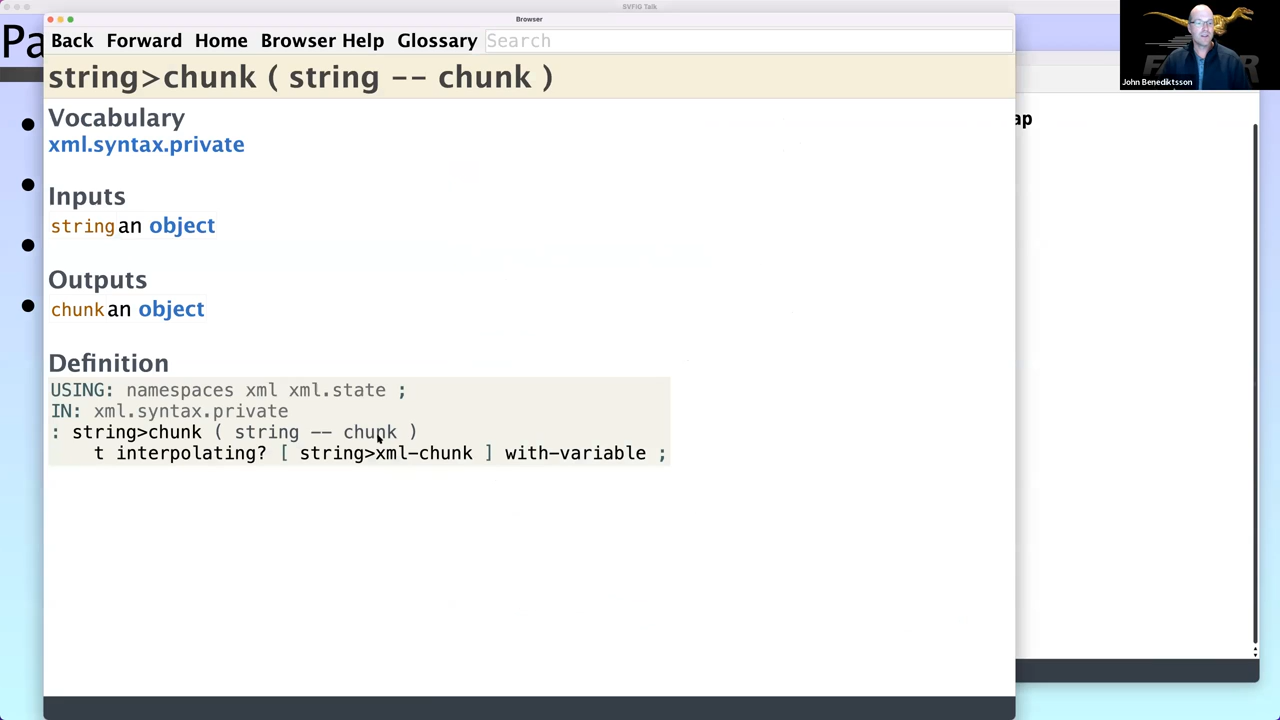 SVFIG Talk
Browser
Back Forward Home Browser Help Glossary Search
Pa
string>chunk ( string -- chunk )
John Benediktsson
Vocabulary
ap
xml.syntax.private
Inputs
string an object
Outputs
chunk an object
Definition
USING: namespaces xml xml.state ;
IN: xml.syntax.private
: string>chunk ( string -- chunk )
t interpolating? [ string>xml-chunk ] with-variable ;